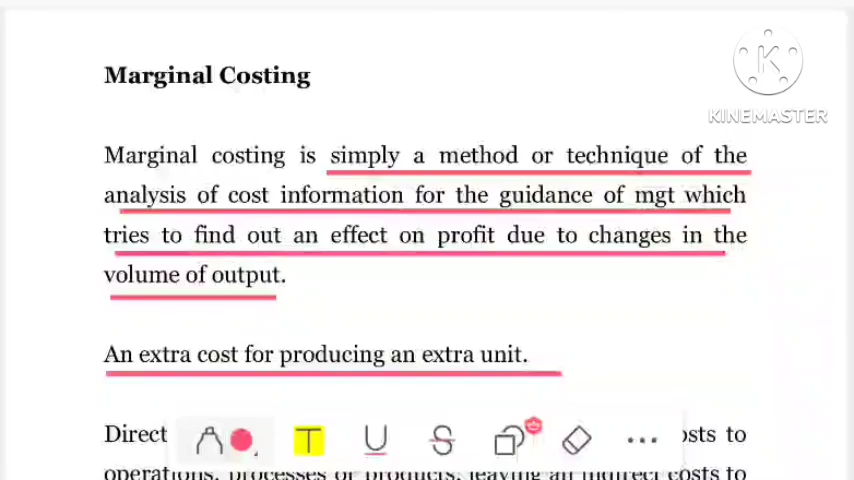 Marginal Costing
KINEMASTER
Marginal costing is simply a method or technique of the
analysis of cost information for the guidance of mgt which
tries to find out an effect on profit due to changes in the
volume of output.
An extra cost for producing an extra unit.
Direct to
operations, processes or products, leaving all indirect costs to